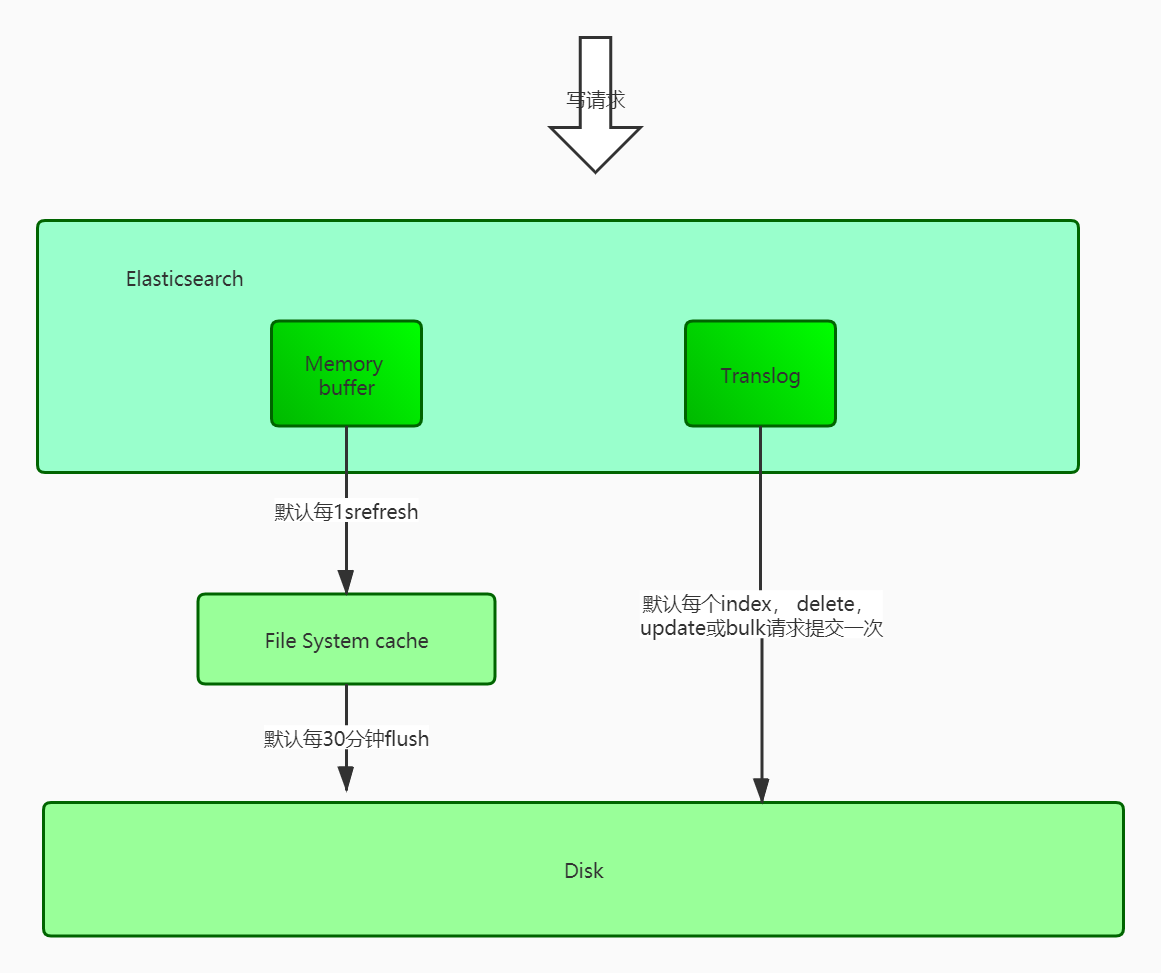 写请求
Elasticsearch
Memory
buffer
Translog
默认每1srefresh
默认每个index， delete，
update或bulk请求提交一次
File System cache
默认每30分钟flush
Disk